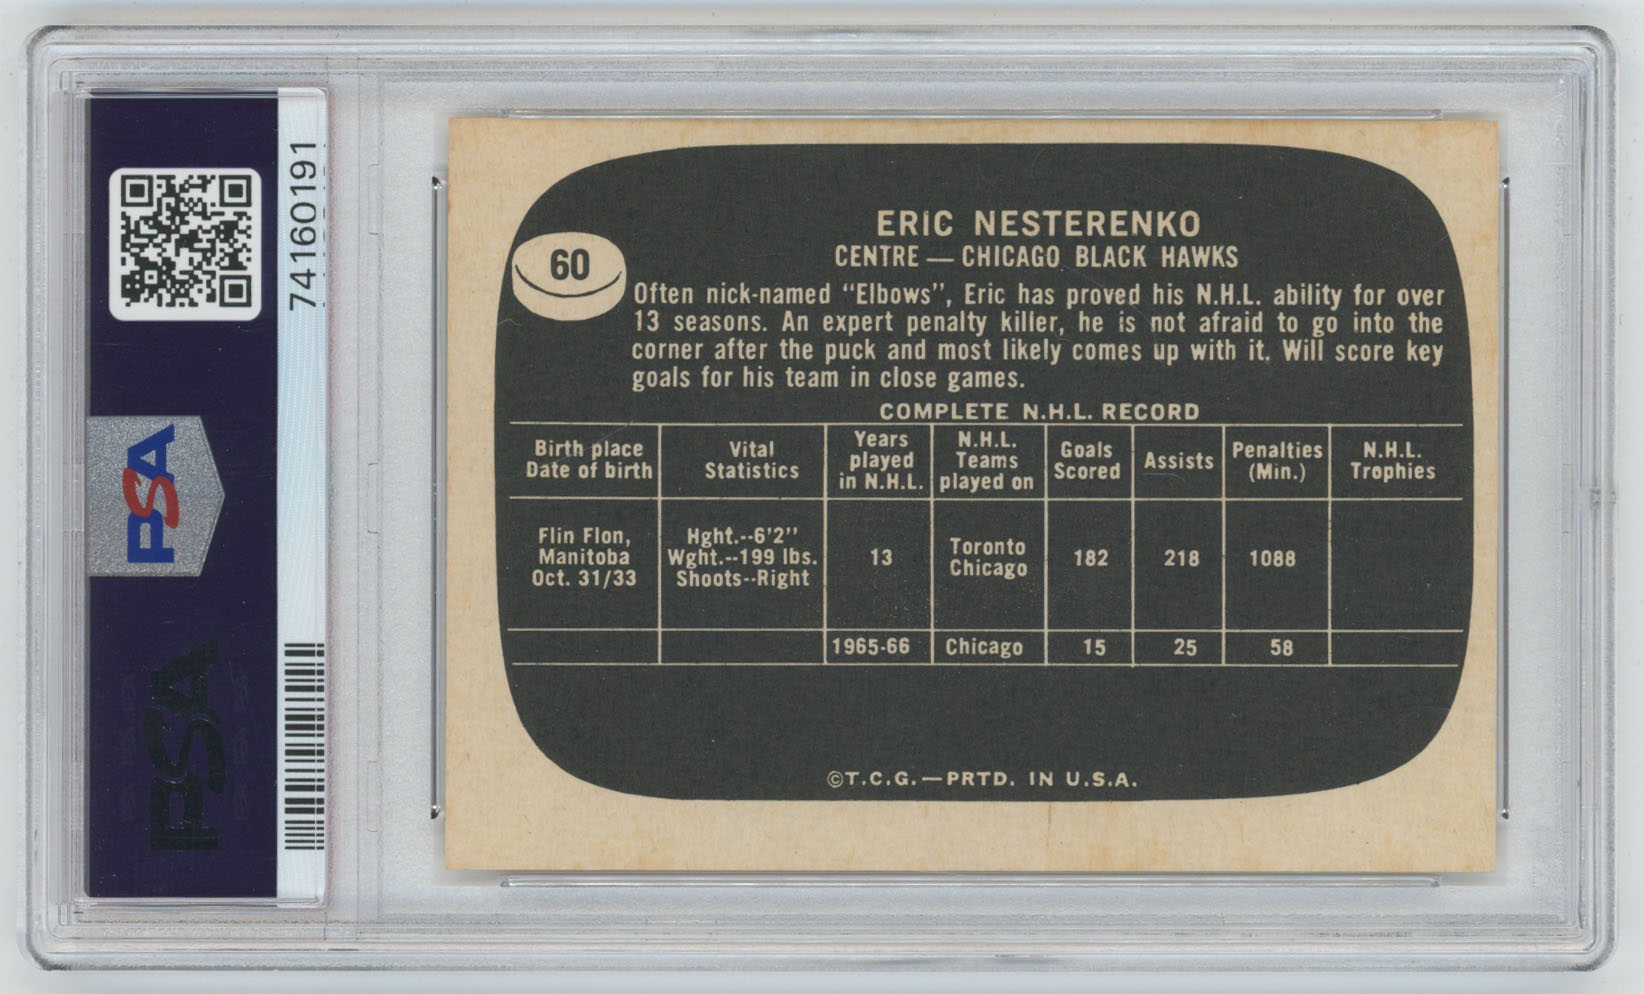 74160191
PSA
PSA
60
ERIC NESTERENKO
CENTRE — CHICAGO BLACK HAWKS
Often nick-named “Elbows”, Eric has proved his N.H.L. ability for over
13 seasons. An expert penalty killer, he is not afraid to go into the
corner after the puck and most likely comes up with it. Will score key
goals for his team in close games.
COMPLETE N.H.L. RECORD
Birth place Date of birth | Vital Statistics | Years played in N.H.L. | N.H.L. Teams played on | Goals Scored | Assists | Penalties (Min.) | N.H.L. Trophies
Flin Flon, Manitoba Oct. 31/33 | Hght.--6'2'' Wght.--199 lbs. Shoots--Right | 13 | Toronto Chicago | 182 | 218 | 1088
1965-66 | Chicago | 15 | 25 | 58
©T.C.G.—PRTD. IN U.S.A.